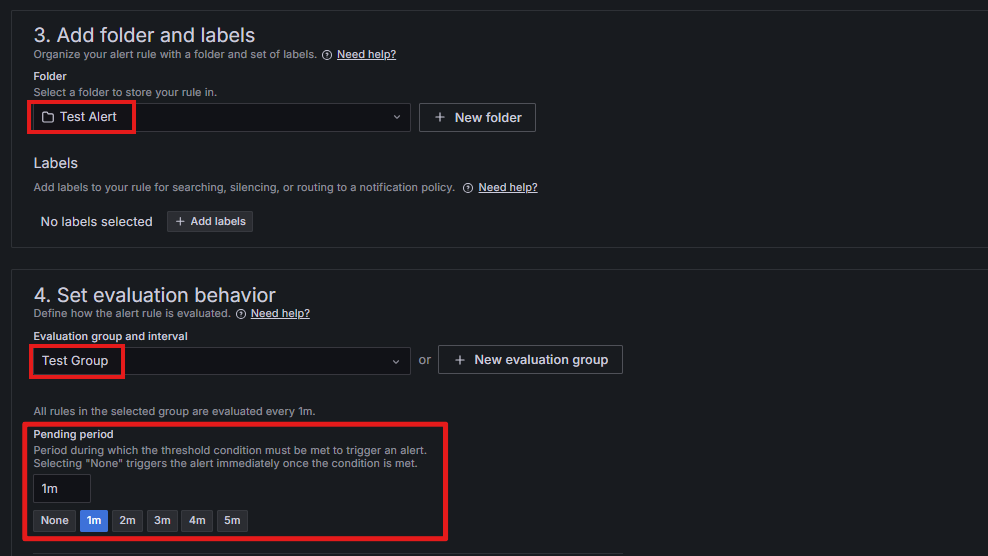 3. Add folder and labels
Organize your alert rule with a folder and set of labels. Need help?
Folder
Select a folder to store your rule in.
Test Alert
New folder
Labels
Add labels to your rule for searching, silencing, or routing to a notification policy. Need help?
No labels selected + Add labels
4. Set evaluation behavior
Define how the alert rule is evaluated. Need help?
Evaluation group and interval
Test Group or + New evaluation group
All rules in the selected group are evaluated every 1m.
Pending period
Period during which the threshold condition must be met to trigger an alert.
Selecting "None" triggers the alert immediately once the condition is met.
1m
None 1m 2m 3m 4m 5m